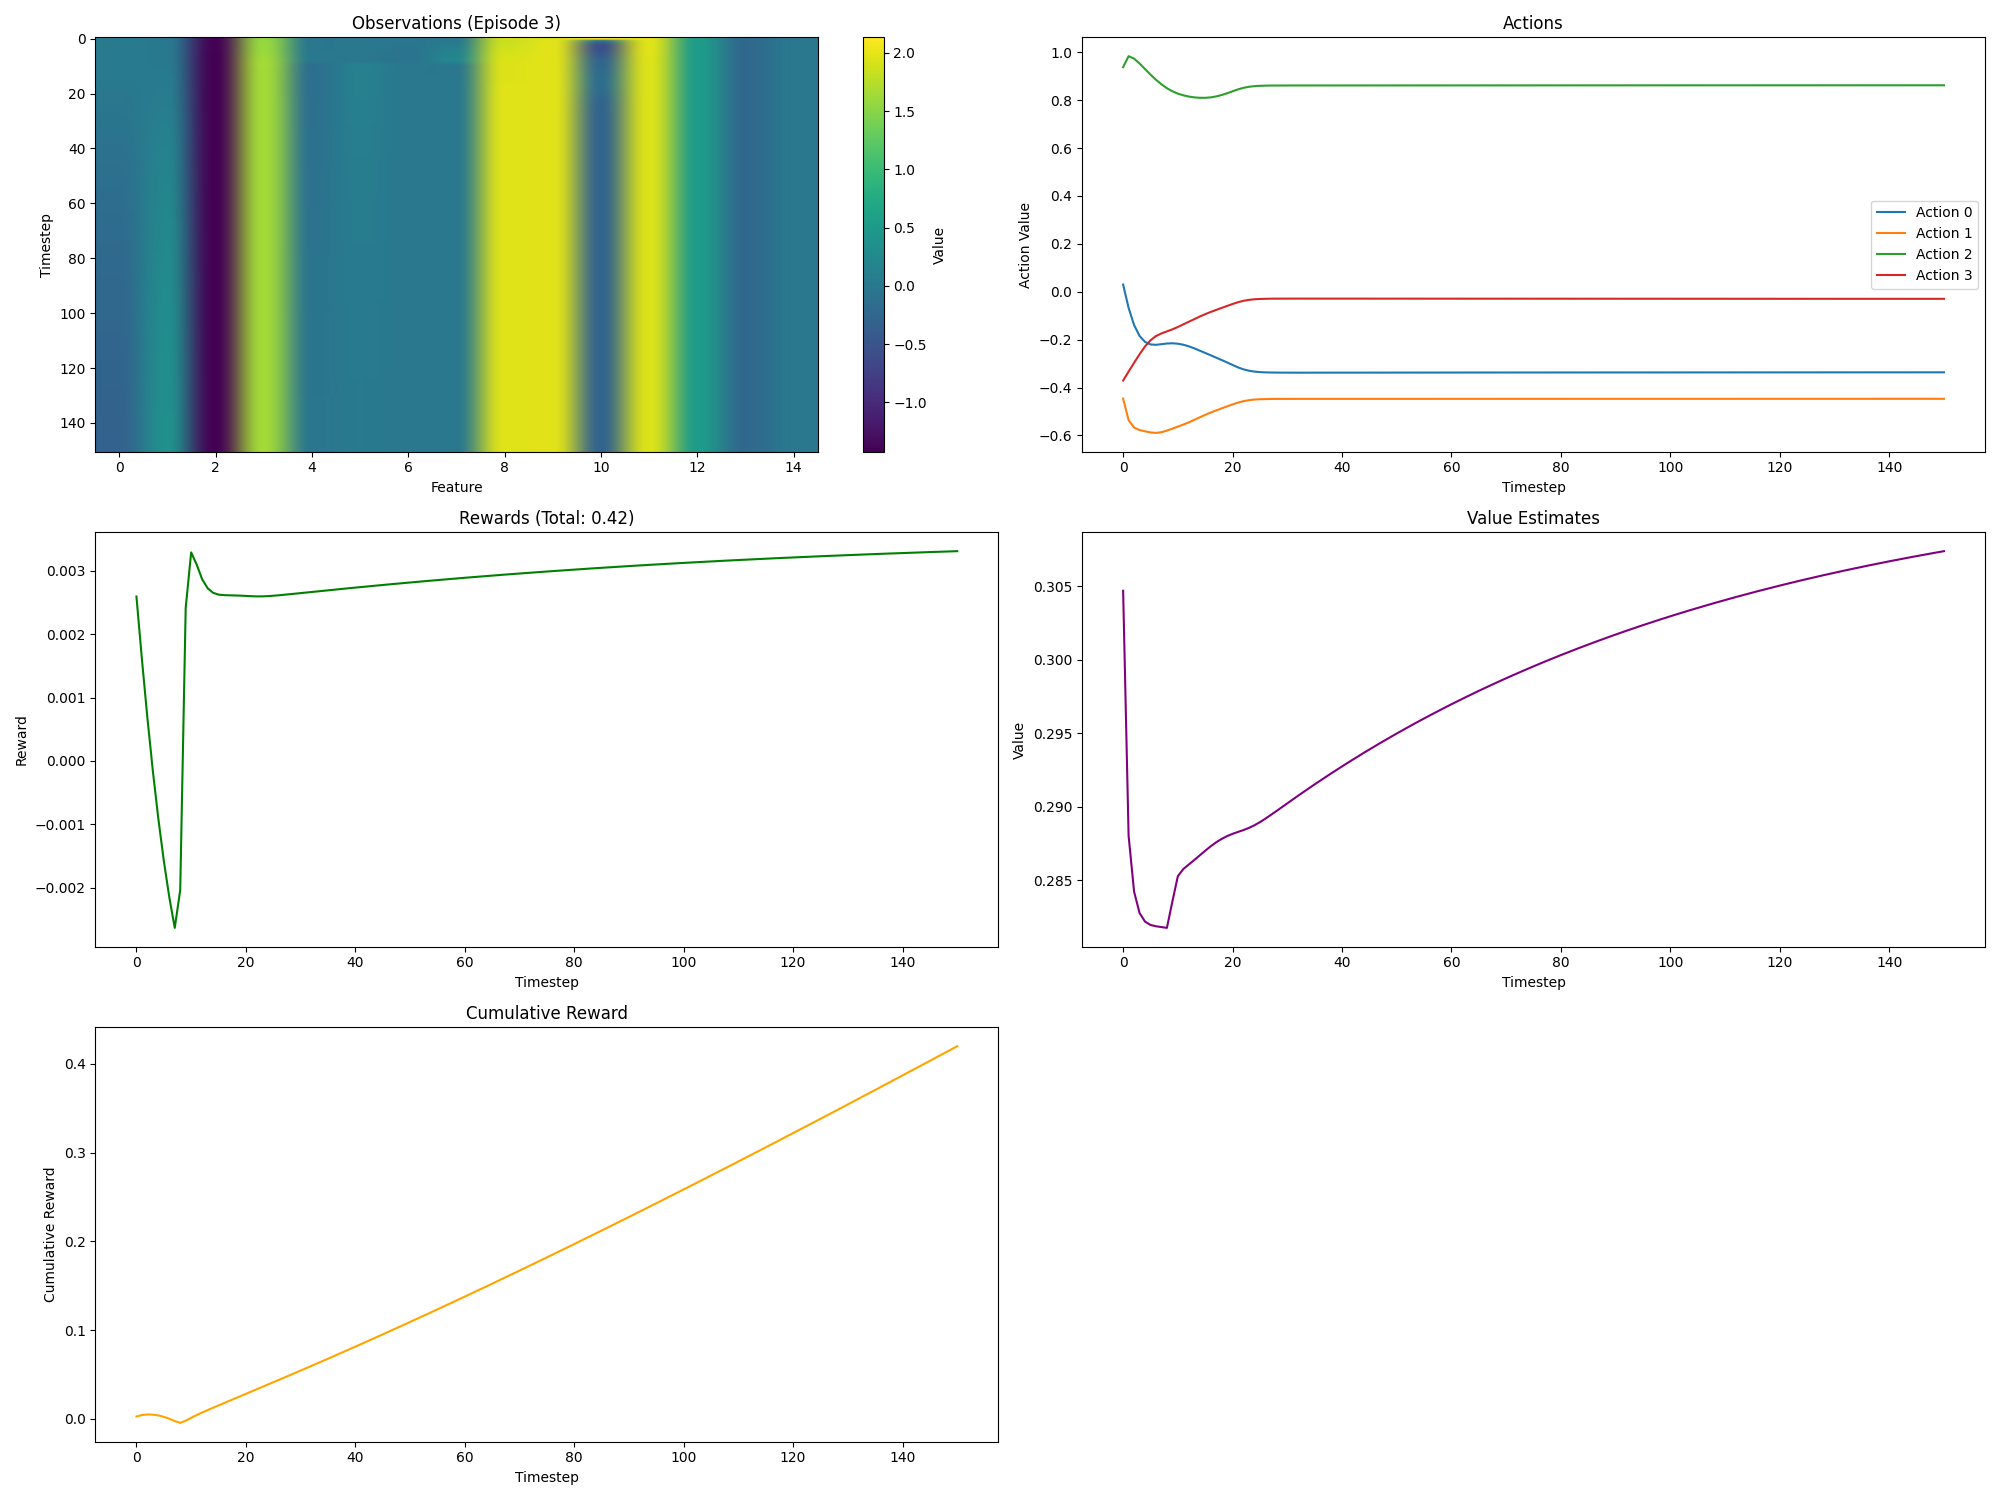 Observations (Episode 3)
0
20
40
60
80
100
120
140
Timestep
0 2 4 6 8 10 12 14
Feature
2.0
1.5
1.0
0.5
0.0
−0.5
−1.0
Value
Actions
1.0
0.8
0.6
0.4
0.2
0.0
−0.2
−0.4
−0.6
Action Value
Action 0
Action 1
Action 2
Action 3
0 20 40 60 80 100 120 140
Timestep
Rewards (Total: 0.42)
0.003
0.002
0.001
0.000
−0.001
−0.002
Reward
0 20 40 60 80 100 120 140
Timestep
Value Estimates
0.305
0.300
0.295
0.290
0.285
Value
0 20 40 60 80 100 120 140
Timestep
Cumulative Reward
0.4
0.3
0.2
0.1
0.0
Cumulative Reward
0 20 40 60 80 100 120 140
Timestep